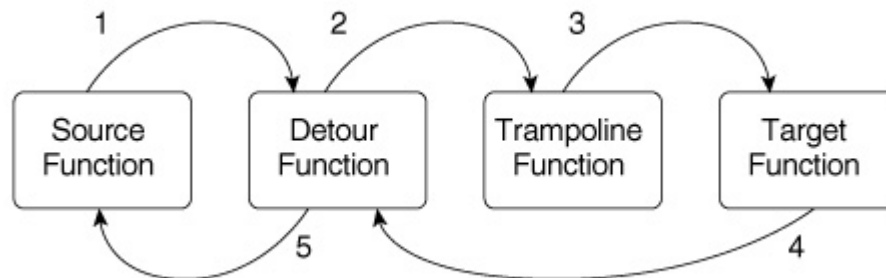 1
2
3
Source
Function
Detour
Function
Trampoline
Function
Target
Function
5
4